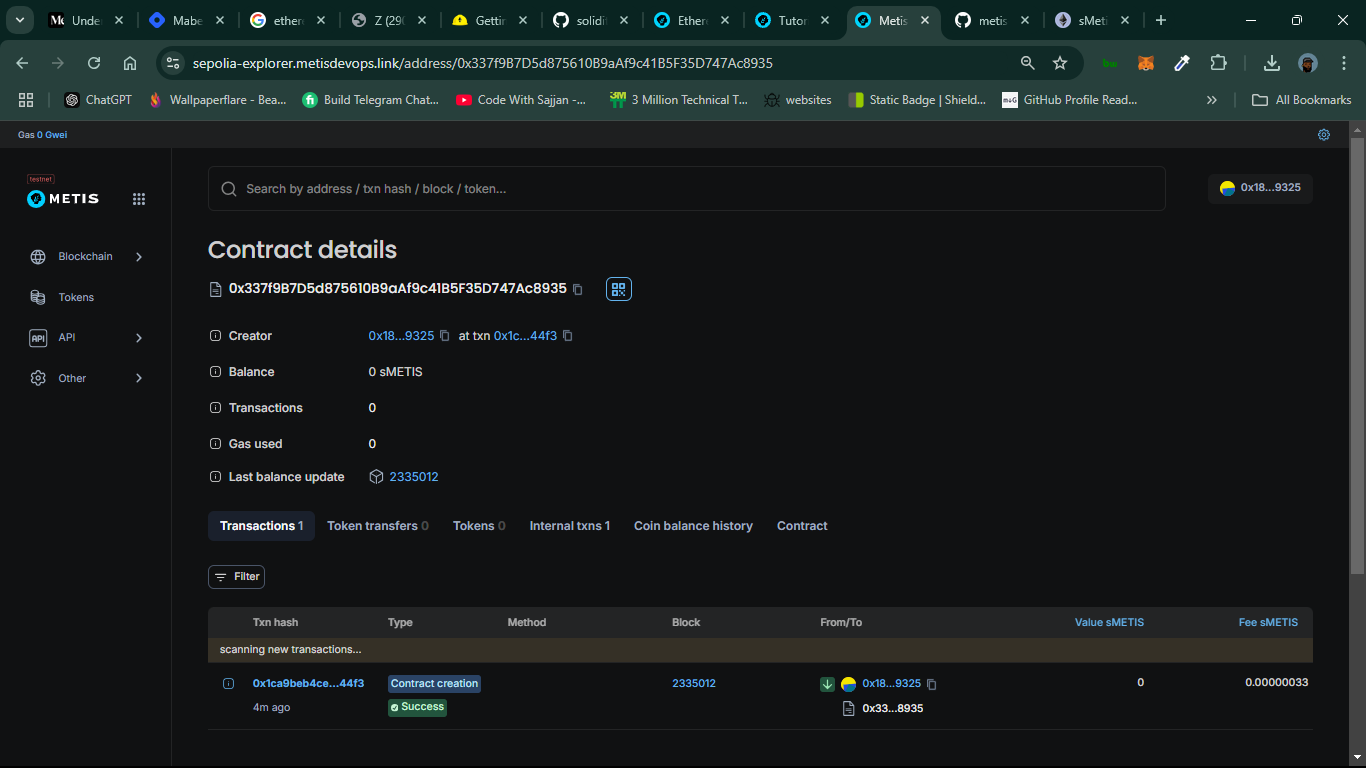 Unde
Mabe
ether
Z (290
Gettin
solidit
Ether
Tutor
Metis
metis
sMeti
sepolia-explorer.metisdevops.link/address/0x337f9B7D5d875610B9aAf9c41B5F35D747Ac8935
ChatGPT
Wallpaperflare - Bea...
Build Telegram Chat...
Code With Sajjan -...
3 Million Technical T...
websites
Static Badge | Shield...
GitHub Profile Read...
All Bookmarks
Gas 0 Gwei
testnet
METIS
Search by address / txn hash / block / token...
0x18...9325
Blockchain
Tokens
API
Other
Contract details
0x337f9B7D5d875610B9aAf9c41B5F35D747Ac8935
Creator 0x18...9325 at txn 0x1c...44f3
Balance 0 sMETIS
Transactions 0
Gas used 0
Last balance update 2335012
Transactions 1 Token transfers 0 Tokens 0 Internal txns 1 Coin balance history Contract
Filter
Txn hash Type Method Block From/To Value sMETIS Fee sMETIS
scanning new transactions...
0x1ca9beb4ce...44f3 Contract creation 2335012 0x18...9325 0 0.00000033
4m ago Success 0x33...8935